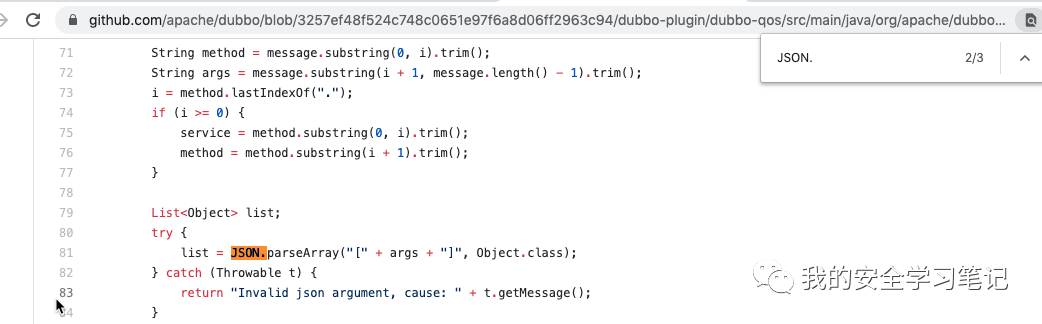 github.com/apache/dubbo/blob/3257ef48f524c748c0651e97f6a8d06ff2963c94/dubbo-plugin/dubbo-qos/src/main/java/org/apache/dubbo...
JSON. 2/3
71 String method = message.substring(0, i).trim();
72 String args = message.substring(i + 1, message.length() - 1).trim();
73 i = method.lastIndexOf(".");
74 if (i >= 0) {
75 service = method.substring(0, i).trim();
76 method = method.substring(i + 1).trim();
77 }
78
79 List<Object> list;
80 try {
81 list = JSON.parseArray("[" + args + "]", Object.class);
82 } catch (Throwable t) {
83 return "Invalid json argument, cause: " + t.getMessage();
84 }
我的安全学习笔记